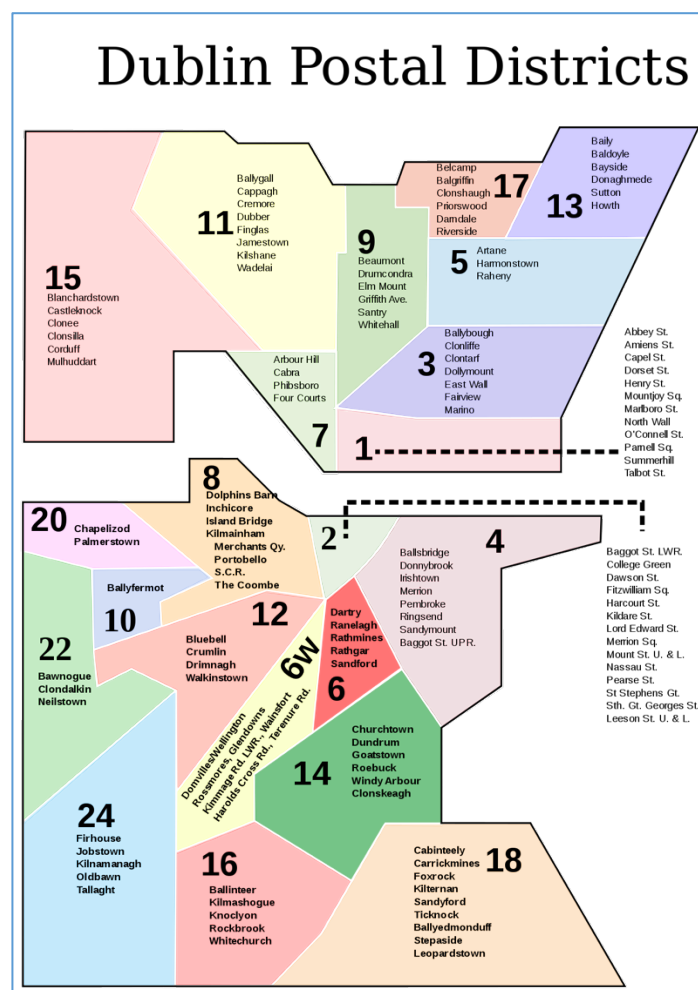 Dublin Postal Districts
15
Blanchardstown
Castleknock
Clonee
Clonsilla
Corduff
Mulhuddart
11
Ballygall
Cappagh
Cremore
Dubber
Finglas
Jamestown
Kilshane
Wadelai
9
Beaumont
Drumcondra
Elm Mount
Griffith Ave.
Santry
Whitehall
17
Belcamp
Balgriffin
Clonshaugh
Priorswood
Darndale
Riverside
13
Baily
Baldoyle
Bayside
Donaghmede
Sutton
Howth
5
Artane
Harmonstown
Raheny
3
Ballybough
Clonliffe
Clontarf
Dollymount
East Wall
Fairview
Marino
7
Arbour Hill
Cabra
Phibsboro
Four Courts
1
Abbey St.
Amiens St.
Capel St.
Dorset St.
Henry St.
Mountjoy Sq.
Marlboro St.
North Wall
O'Connell St.
Parnell Sq.
Summerhill
Talbot St.
8
Dolphins Barn
Inchicore
Island Bridge
Kilmainham
Merchants Qy.
Portobello
S.C.R.
The Coombe
20
Chapelizod
Palmerstown
2
Baggot St. LWR.
College Green
Dawson St.
Fitzwilliam Sq.
Harcourt St.
Kildare St.
Lord Edward St.
Merrion Sq.
Mount St. U. & L.
Nassau St.
Pearse St.
St Stephens Gt.
Sth. Gt. Georges St.
Leeson St. U. & L.
4
Ballsbridge
Donnybrook
Irishtown
Merrion
Pembroke
Ringsend
Sandymount
Baggot St. UPR.
10
Ballyfermot
22
Bawnogue
Clondalkin
Neilstown
12
Bluebell
Crumlin
Drimnagh
Walkinstown
6w
Domvilles/Wellington
Rossmores, Glendowns
Kimmage Rd. LWR., Wainsfort
Harolds Cross Rd., Terenure Rd.
6
Dartry
Ranelagh
Rathmines
Rathgar
Sandford
14
Churchtown
Dundrum
Goatstown
Roebuck
Windy Arbour
Clonskeagh
24
Firhouse
Jobstown
Kilnamanagh
Oldbawn
Tallaght
16
Ballinteer
Kilmashogue
Knoclyon
Rockbrook
Whitechurch
18
Cabinteely
Carrickmines
Foxrock
Kilternan
Sandyford
Ticknock
Ballyedmonduff
Stepaside
Leopardstown